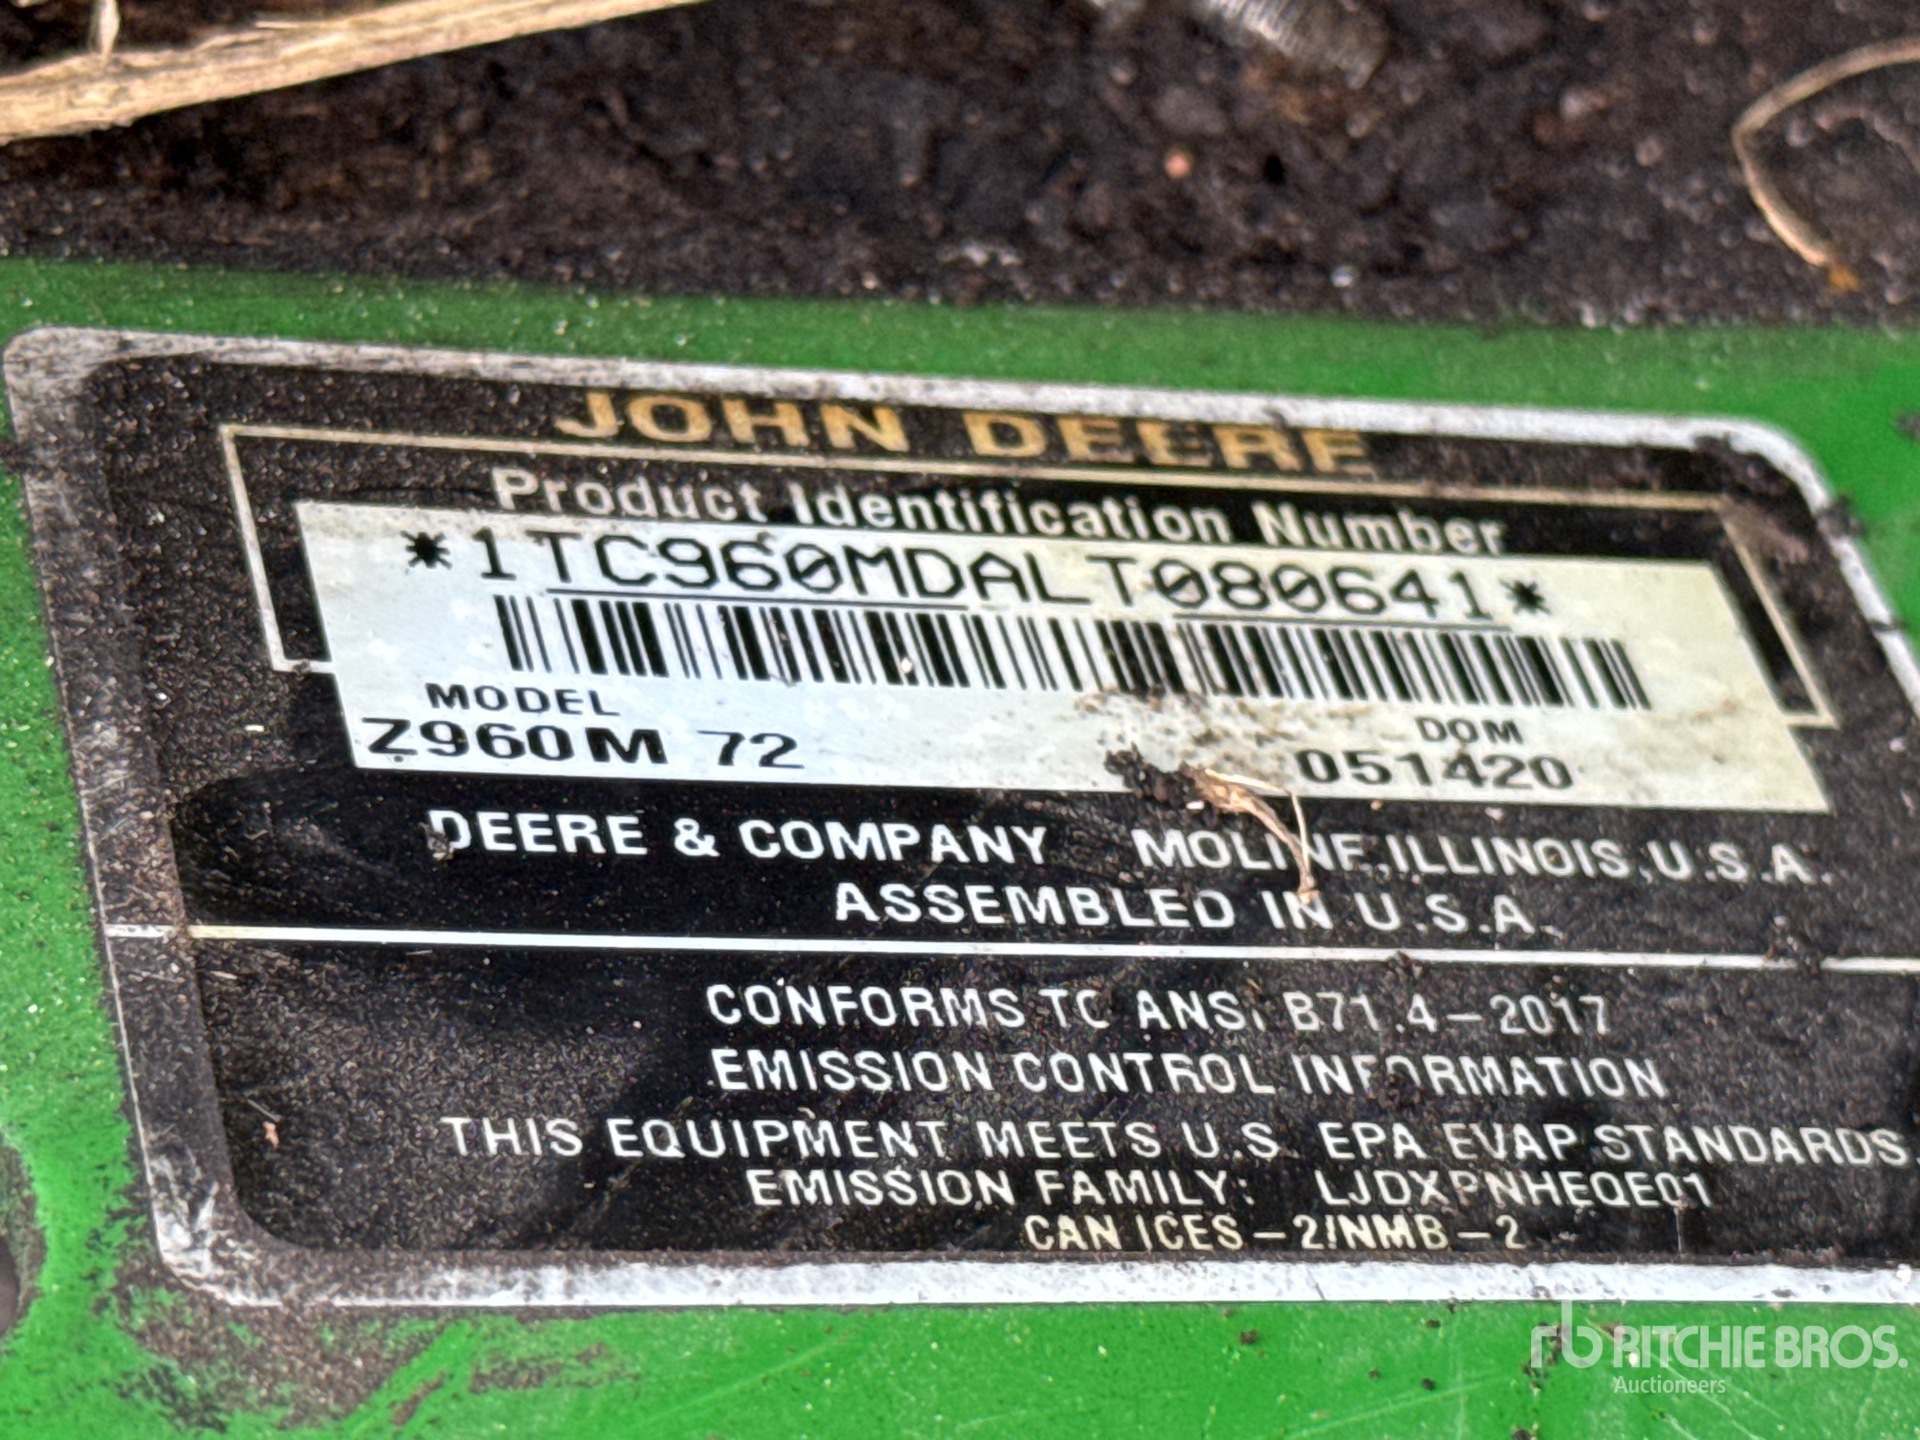 JOHN DEERE
Product Identification Number
*1TC960MDALT080641*
MODEL
Z960M 72
DOM
051420
DEERE & COMPANY MOLINE, ILLINOIS, U.S.A.
ASSEMBLED IN U.S.A.
CONFORMS TO ANSI B71.4-2017
EMISSION CONTROL INFORMATION
THIS EQUIPMENT MEETS U.S. EPA EVAP STANDARDS.
EMISSION FAMILY: LJDXPNHEQE01
CAN ICES-2/NMB-2
rb RITCHIE BROS.
Auctioneers